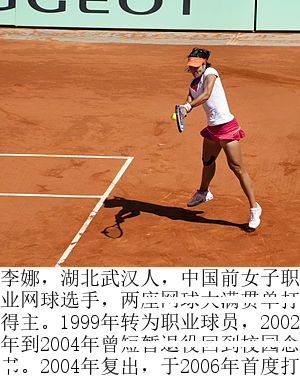 PEUGEOT
李娜，湖北武汉人，中国前女子职
业网球选手，两座网球大满贯单打
得主。1999年转为职业球员，2002
年到2004年曾短暂退役回到校园念
书。2004年复出，于2006年首度打